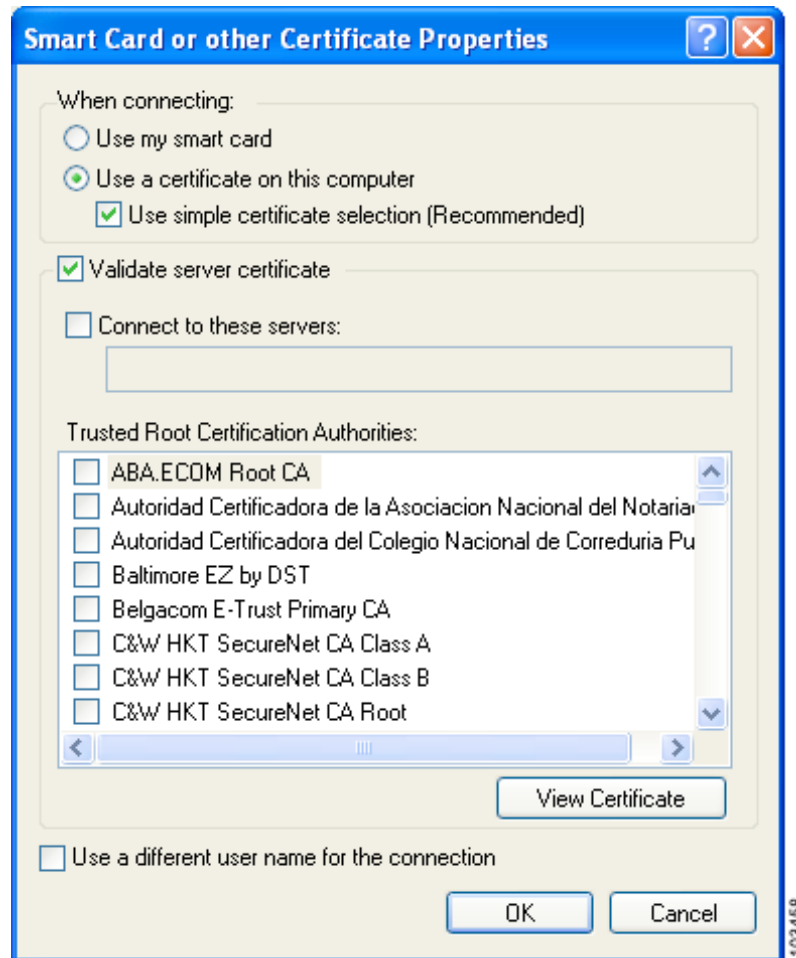 Smart Card or other Certificate Properties
When connecting:
Use my smart card
Use a certificate on this computer
Use simple certificate selection (Recommended)
Validate server certificate
Connect to these servers:
Trusted Root Certification Authorities:
ABA.ECOM Root CA
Autoridad Certificadora de la Asociacion Nacional del Notaria
Autoridad Certificadora del Colegio Nacional de Correduria Pu
Baltimore EZ by DST
Belgacom E-Trust Primary CA
C&W HKT SecureNet CA Class A
C&W HKT SecureNet CA Class B
C&W HKT SecureNet CA Root
View Certificate
Use a different user name for the connection
OK Cancel